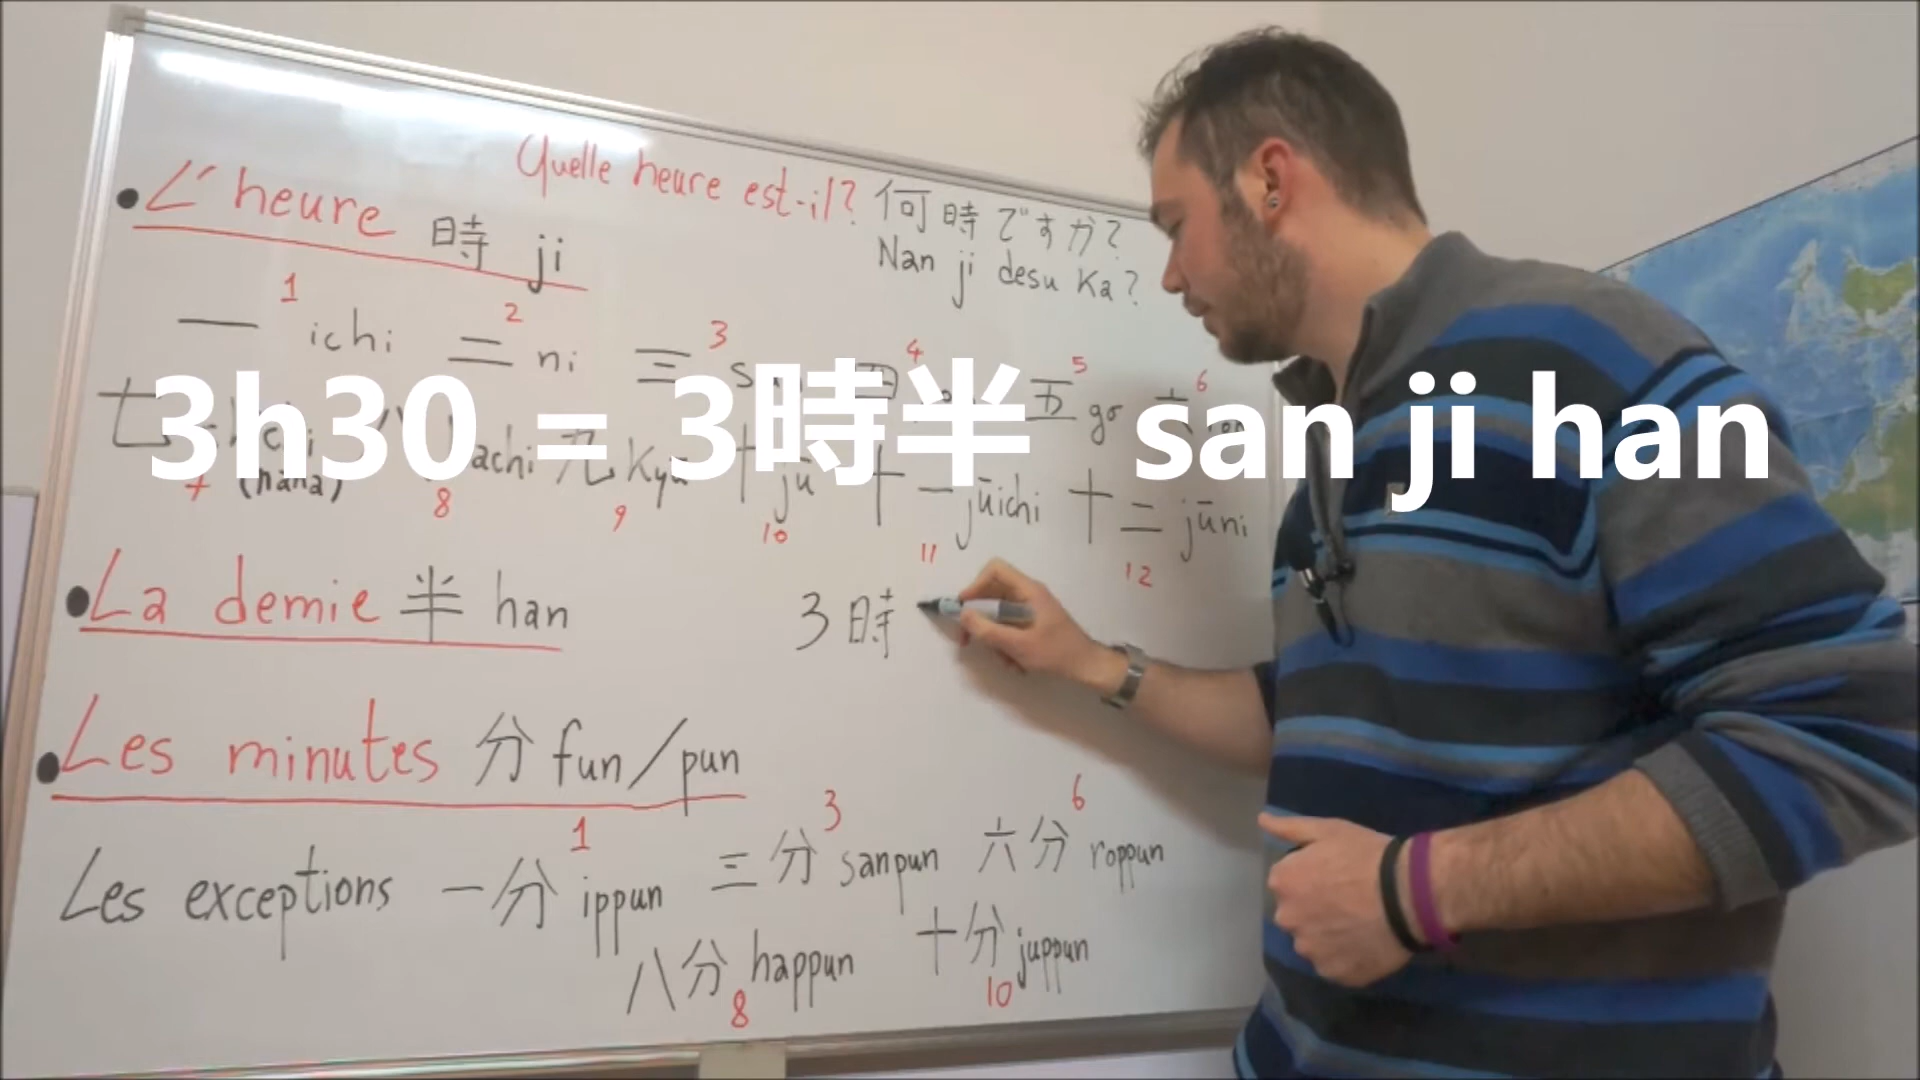 Quelle heure est-il? 何時ですか?
• L'heure 時 ji
Nan ji desu ka?
1 2 3 4 5 6
一 ichi 二 ni 三 五 go
3h30 = 3時半 san ji han
七 (nana) 九 kyū 十 jū 十一 jūichi 十二 jūni
7 8 9 10 11 12
• La demie 半 han
3時
• Les minutes 分 fun/pun
1 3 6
Les exceptions 一分 ippun 三分 sanpun 六分 roppun
八分 happun 十分 juppun
8 10